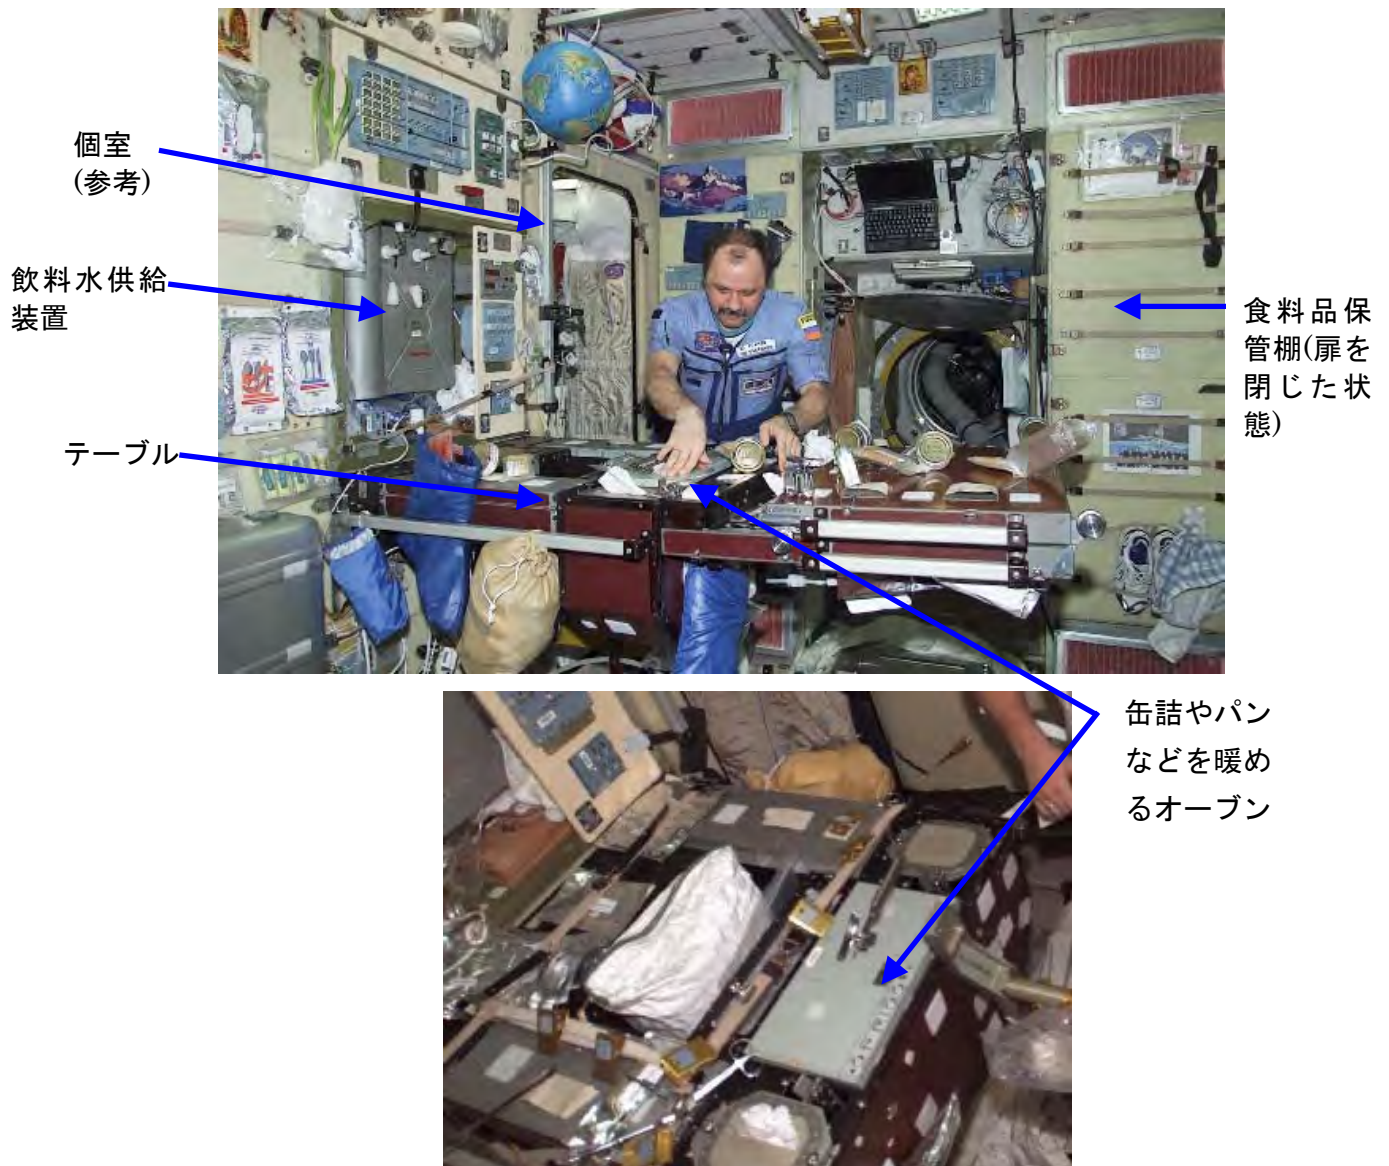 個室
(参考)
飲料水供給
装置
テーブル
食料品保
管棚(扉を
閉じた状
態)
缶詰やパン
などを暖め
るオーブン